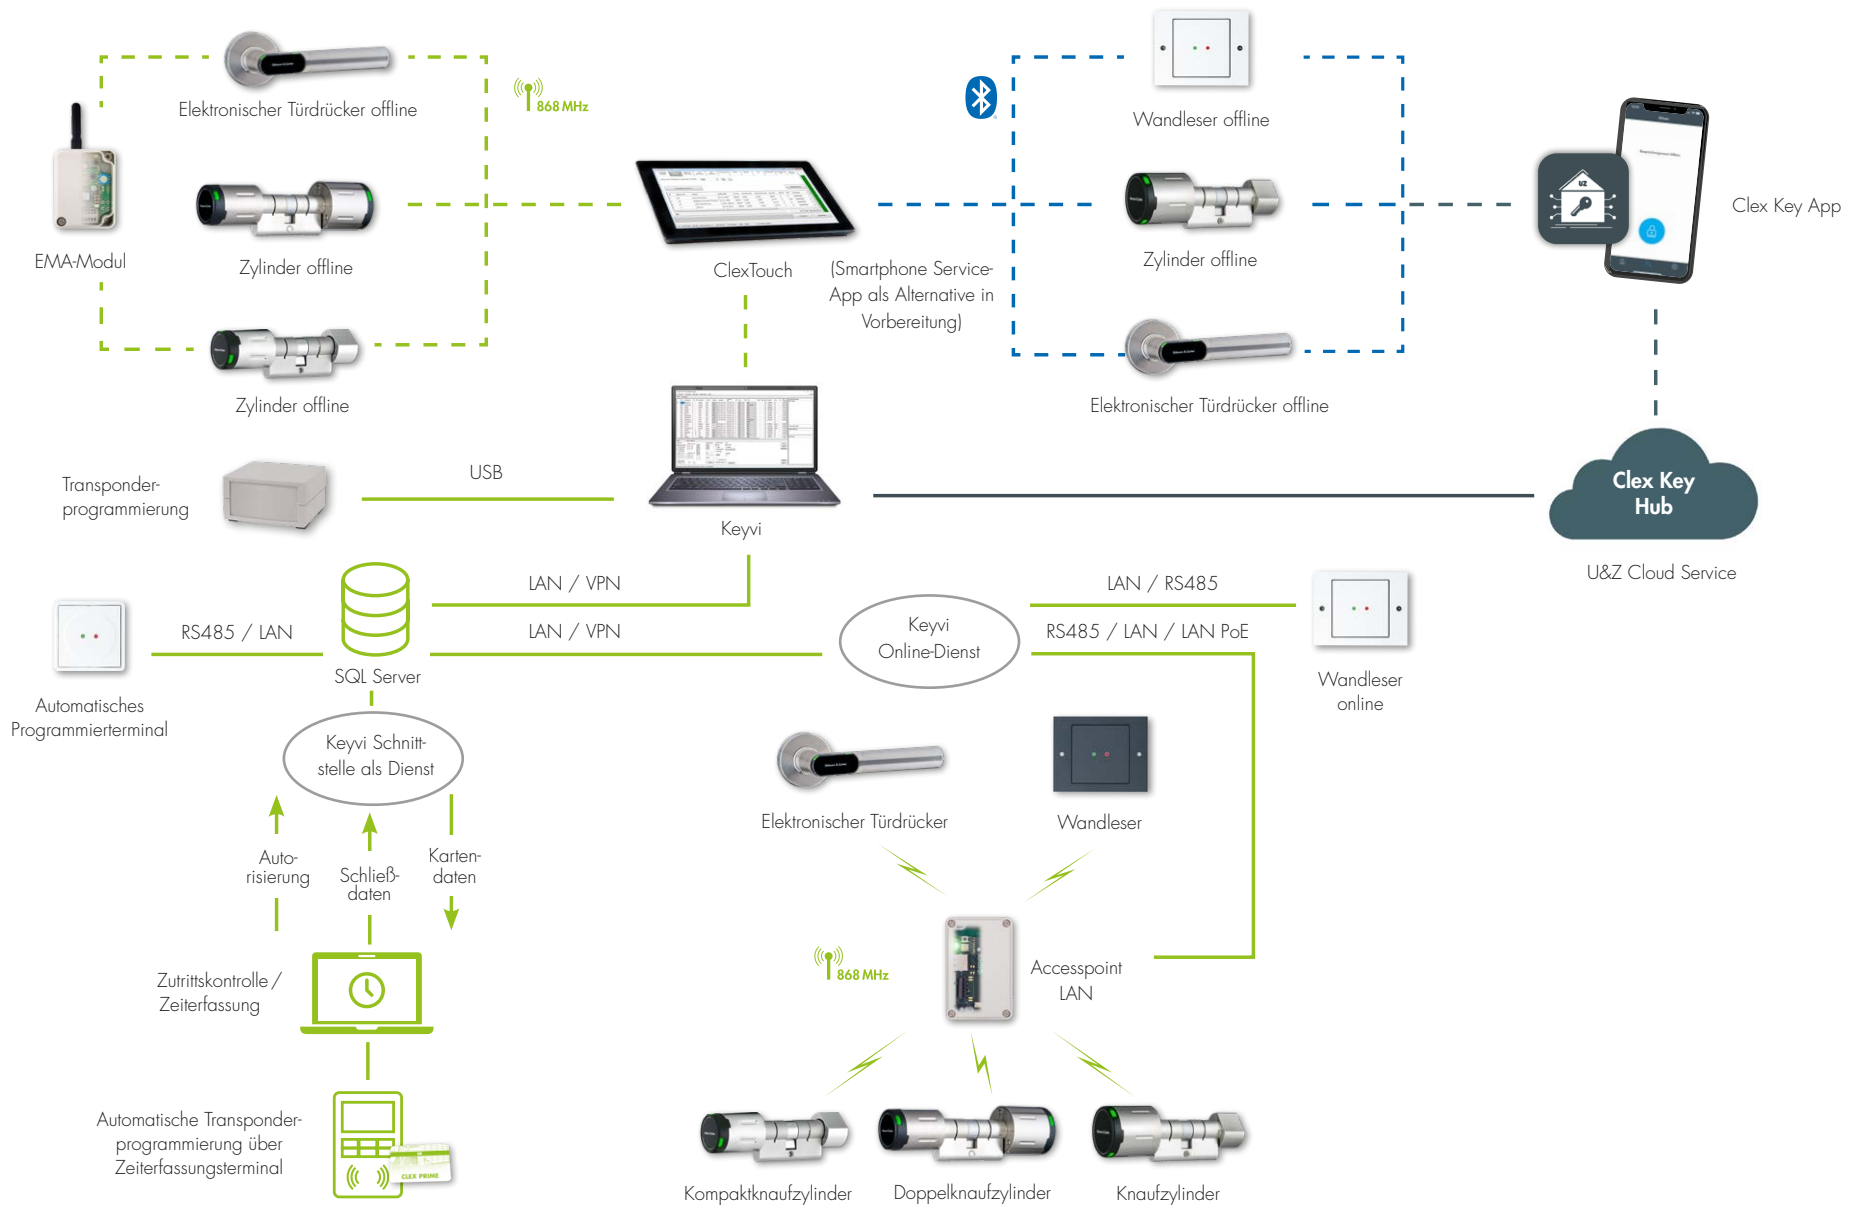 Elektronischer Türdrücker offline
868 MHz
EMA-Modul
Zylinder offline
Zylinder offline
ClexTouch
(Smartphone Service-
App als Alternative in
Vorbereitung)
Wandleser offline
Zylinder offline
Elektronischer Türdrücker offline
UZ
Clex Key App
Transponder-
programmierung
USB
Keyvi
Clex Key
Hub
U&Z Cloud Service
LAN / VPN
LAN / VPN
RS485 / LAN
SQL Server
Automatisches
Programmierterminal
Keyvi
Online-Dienst
LAN / RS485
RS485 / LAN / LAN PoE
Wandleser
online
Keyvi Schnitt-
stelle als Dienst
Elektronischer Türdrücker
Wandleser
Auto-
risierung
Schließ-
daten
Karten-
daten
868 MHz
Accesspoint
LAN
Zutrittskontrolle /
Zeiterfassung
Automatische Transponder-
programmierung über
Zeiterfassungsterminal
CLEX PRIME
Kompaktknaufzylinder
Doppelknaufzylinder
Knaufzylinder